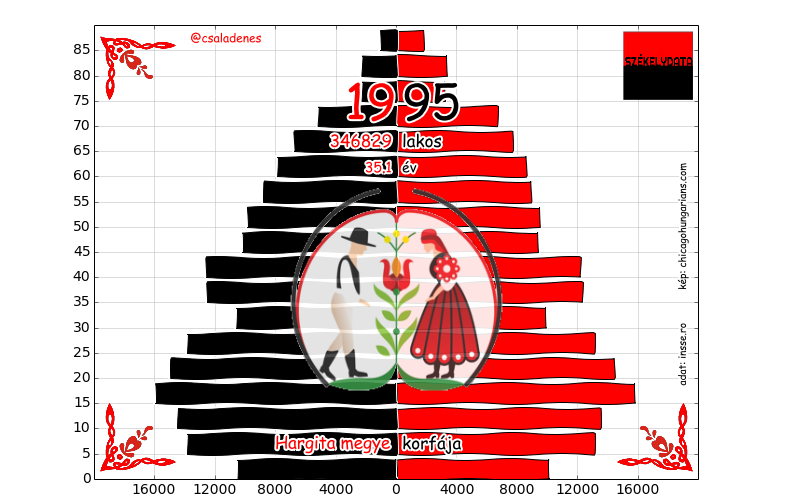 @csaladenes
SZÉKELYDATA
1995
346829 lakos
35.1 év
kép: chicagohungarians.com
adat: insse.ro
Hargita megye korfája
85
80
75
70
65
60
55
50
45
40
35
30
25
20
15
10
5
0
16000 12000 8000 4000 0 4000 8000 12000 16000